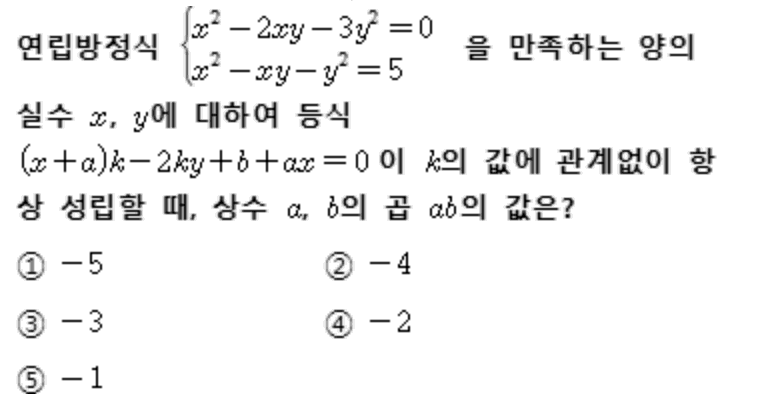 연립방정식 { x² − 2xy − 3y² = 0
x² − xy − y² = 5 을 만족하는 양의
실수 x, y에 대하여 등식
(x+a)k−2ky+b+ax=0 이 k의 값에 관계없이 항
상 성립할 때, 상수 a, b의 곱 ab의 값은?
① −5 ② −4
③ −3 ④ −2
⑤ −1